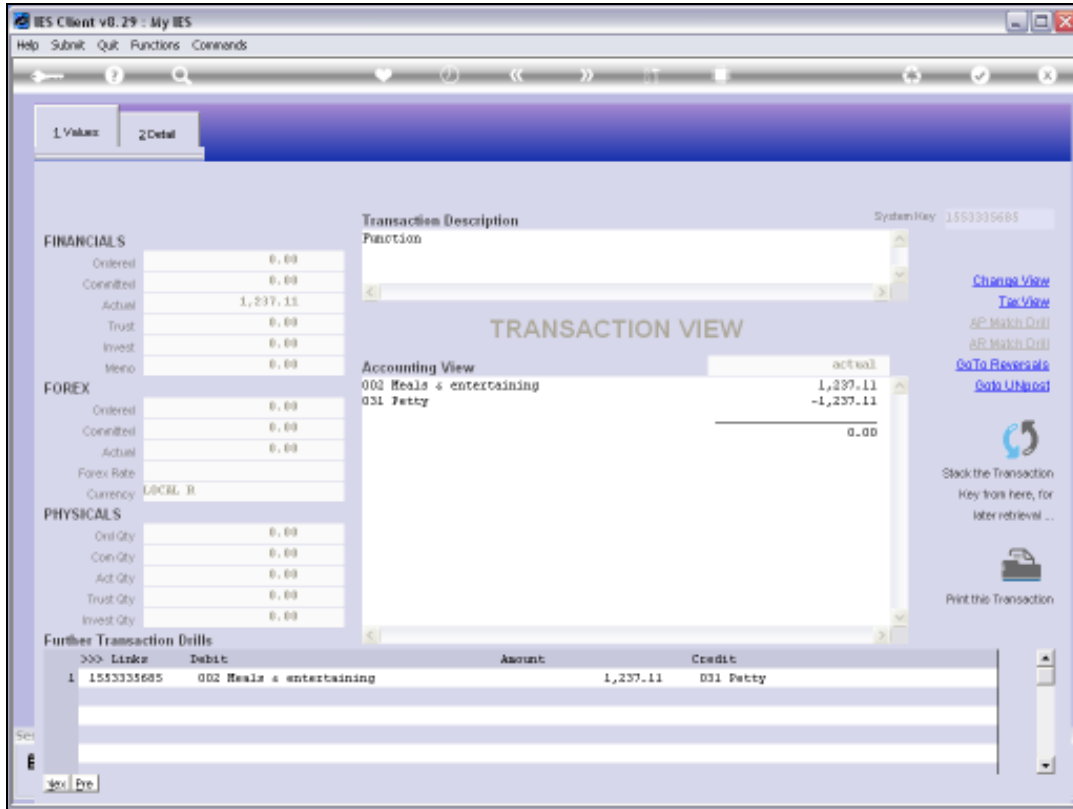 IES Client v8.29 : My IES
Help Submit Quit Functions Commands
1 Values 2 Detail
System Key 1553335685
Transaction Description
Function
FINANCIALS
Ordered 0.00
Committed 0.00
Actual 1,237.11
Trust 0.00
Invest 0.00
Memo 0.00
FOREX
Ordered 0.00
Committed 0.00
Actual 0.00
Forex Rate
Currency LOCAL R
PHYSICALS
Ord Qty 0.00
Com Qty 0.00
Act Qty 0.00
Trust Qty 0.00
Invest Qty 0.00
TRANSACTION VIEW
Accounting View actual
002 Meals & entertaining 1,237.11
031 Petty -1,237.11
0.00
Change View
Tax View
AP Match Drill
AR Match Drill
GoTo Reversals
Goto UNpost
Stack the Transaction
Key from here, for
later retrieval ...
Print this Transaction
Further Transaction Drills
>>> Links Debit Amount Credit
1 1553335685 002 Meals & entertaining 1,237.11 031 Petty
Nex Pre